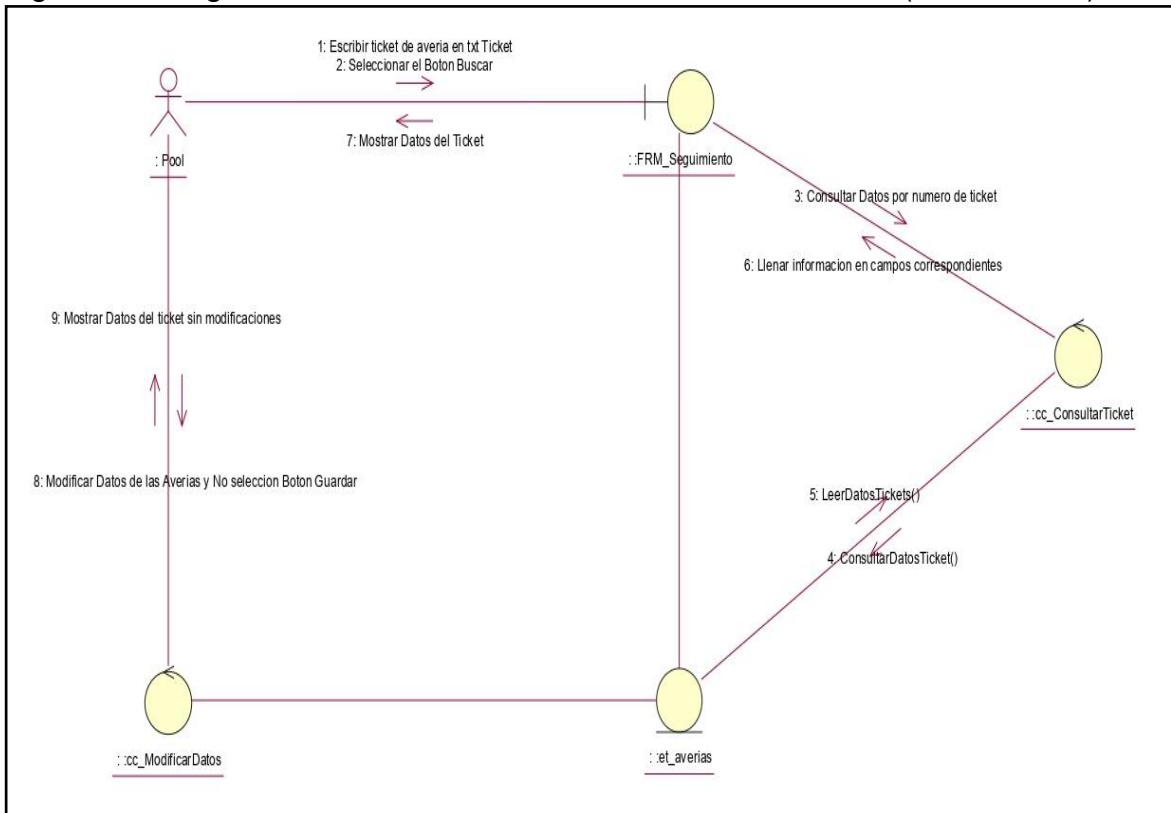 1: Escribir ticket de averia en txt Ticket
2: Seleccionar el Boton Buscar
7: Mostrar Datos del Ticket
: Pool
: :FRM_Seguimiento
3: Consultar Datos por numero de ticket
6: Llenar informacion en campos correspondientes
9: Mostrar Datos del ticket sin modificaciones
: :cc_ConsultarTicket
8: Modificar Datos de las Averias y No seleccion Boton Guardar
5: LeerDatosTickets()
4: ConsultarDatosTicket()
: :cc_ModificarDatos
: :et_averias